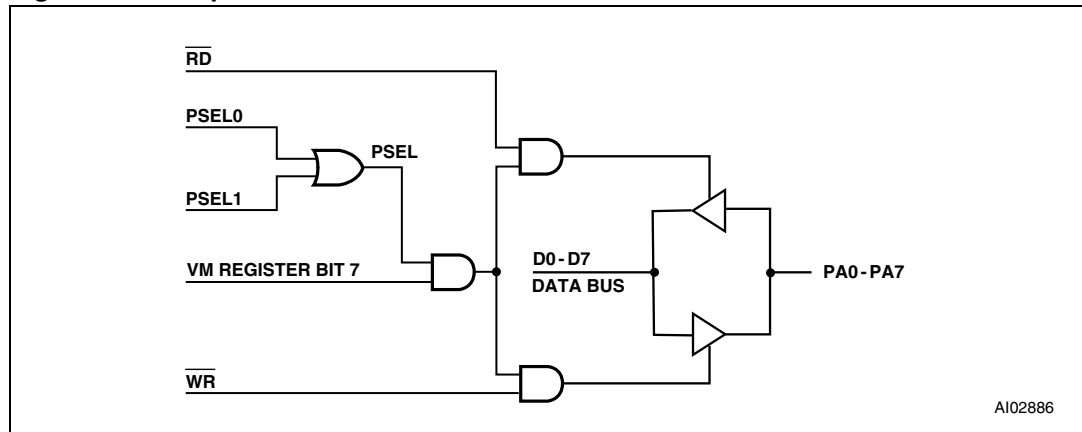 RD
PSEL0
PSEL
PSEL1
VM REGISTER BIT 7
D0-D7
DATA BUS
PA0-PA7
WR
AI02886